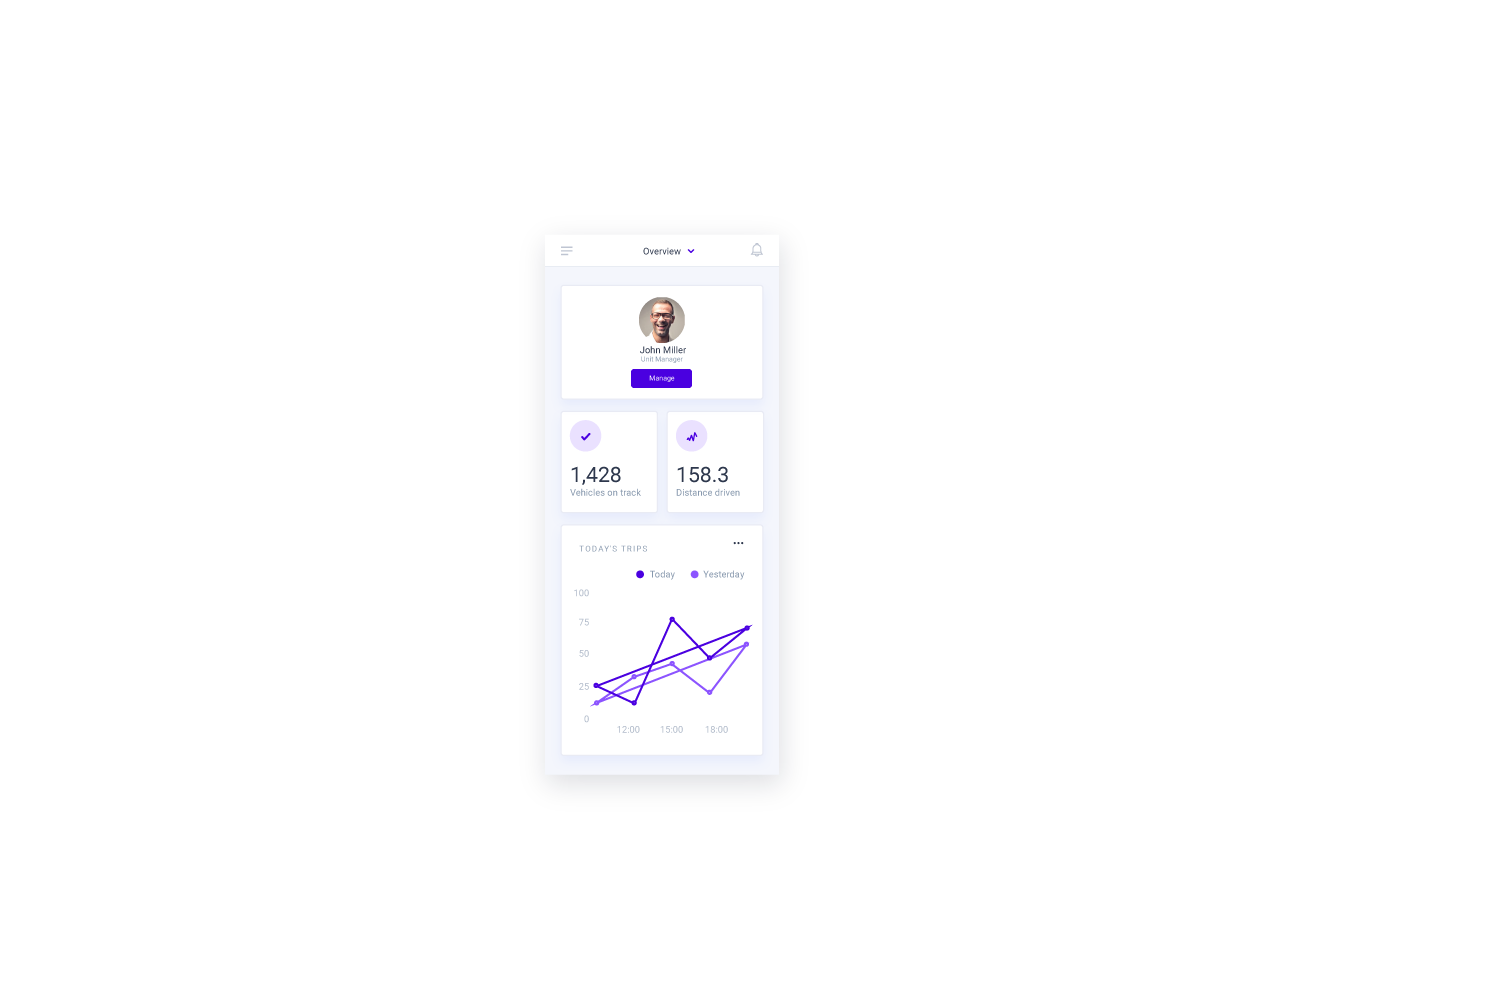 Overview
John Miller
Unit Manager
Manage
1,428
Vehicles on track
158.3
Distance driven
TODAY'S TRIPS
Today
Yesterday
100
75
50
25
0
12:00 15:00 18:00